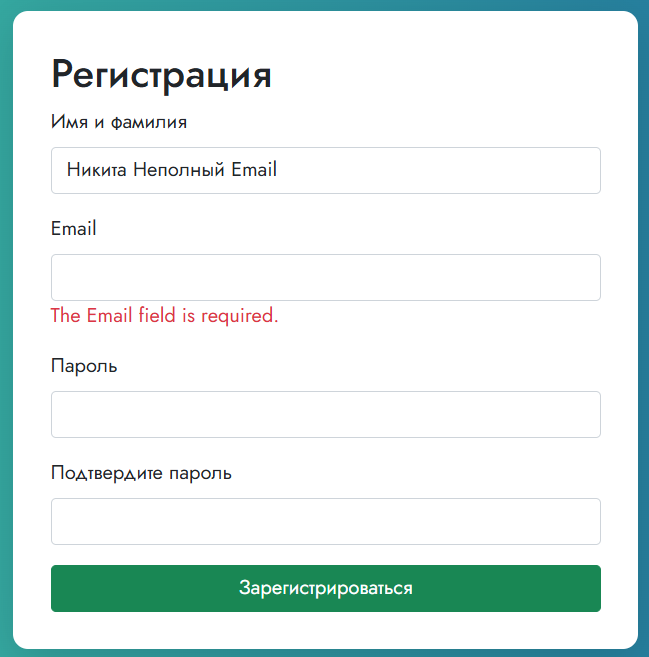 Регистрация
Имя и фамилия
Никита Неполный Email
Email
The Email field is required.
Пароль
Подтвердите пароль
Зарегистрироваться